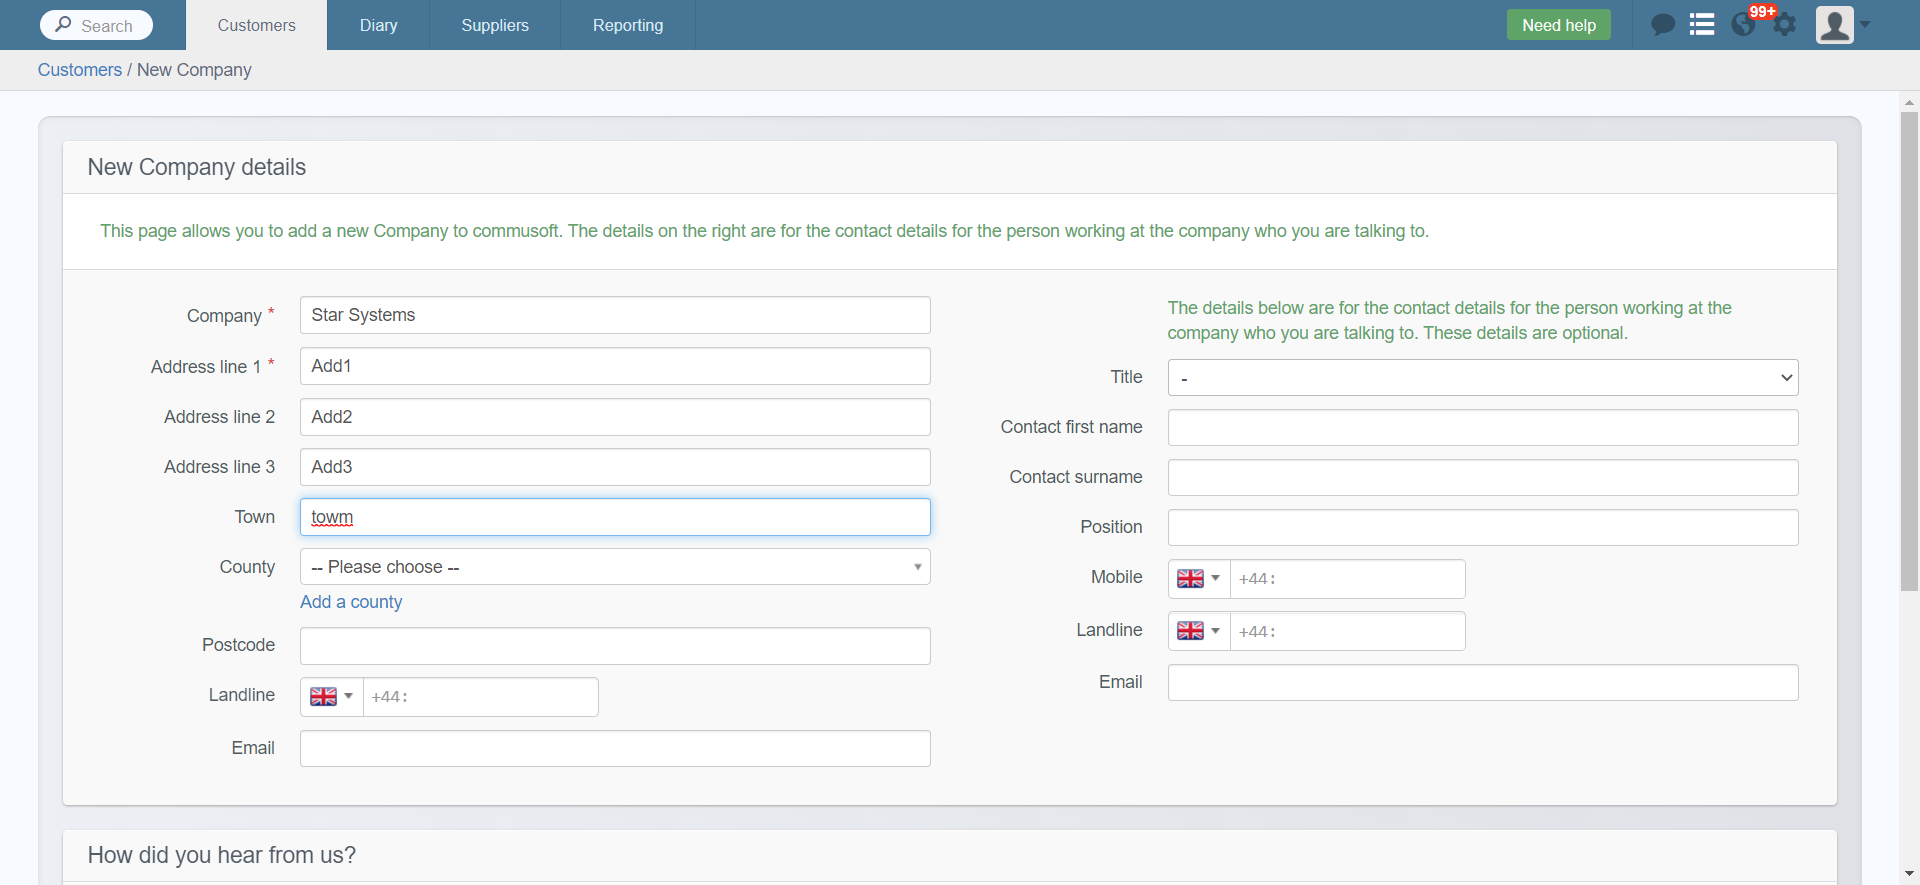 Search
Customers
Diary
Suppliers
Reporting
Need help
99+
Customers / New Company
New Company details
This page allows you to add a new Company to commusoft. The details on the right are for the contact details for the person working at the company who you are talking to.
Company * Star Systems
Address line 1 * Add1
Address line 2 Add2
Address line 3 Add3
Town towm
County -- Please choose --
Add a county
Postcode
Landline +44:
Email
The details below are for the contact details for the person working at the
company who you are talking to. These details are optional.
Title -
Contact first name
Contact surname
Position
Mobile +44:
Landline +44:
Email
How did you hear from us?